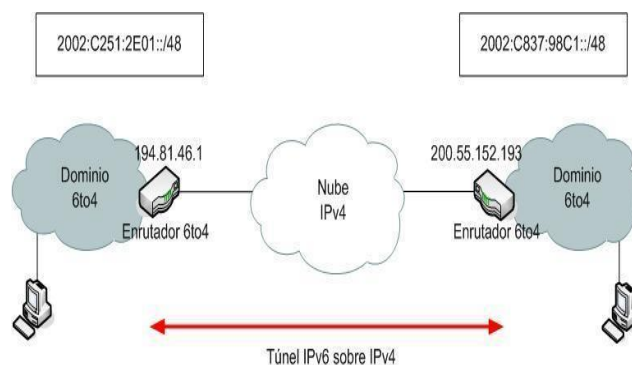 2002:C251:2E01::/48
2002:C837:98C1::/48
194.81.46.1
200.55.152.193
Dominio
6to4
Nube
IPv4
Dominio
6to4
Enrutador 6to4
Enrutador 6to4
Túnel IPv6 sobre IPv4